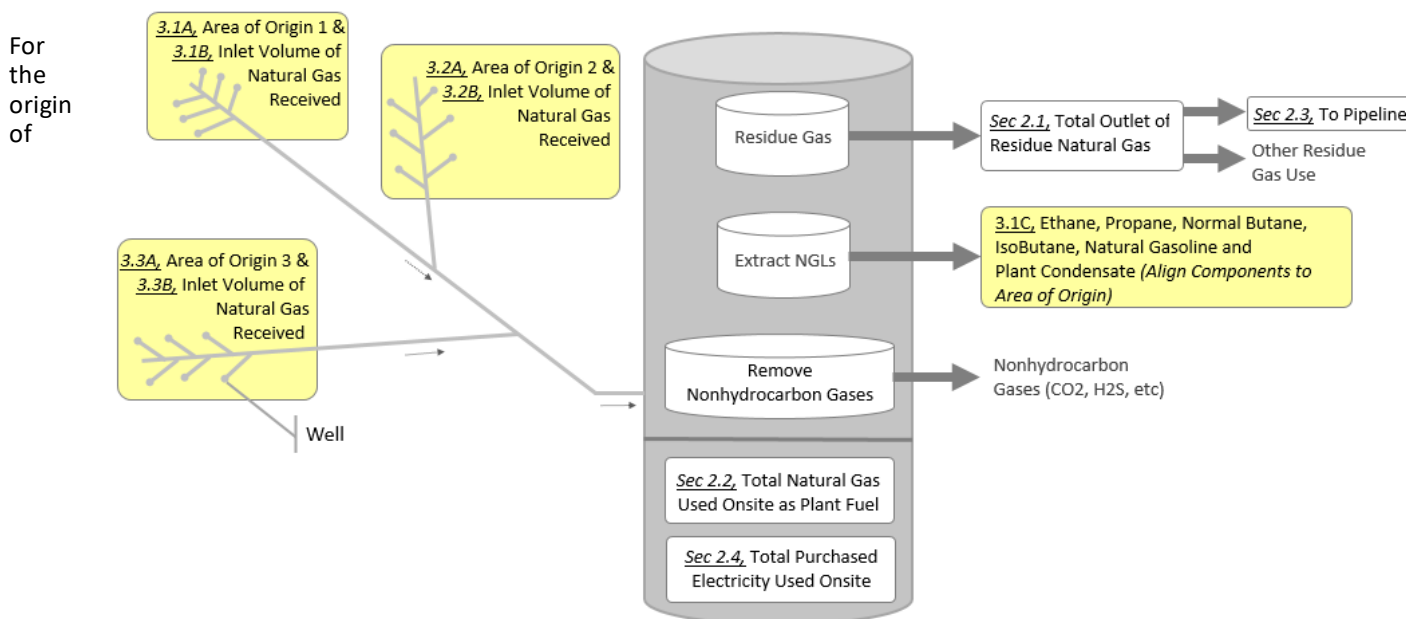 For
the
origin
of
3.1A, Area of Origin 1 &
3.1B, Inlet Volume of
Natural Gas
Received
3.2A, Area of Origin 2 &
3.2B, Inlet Volume of
Natural Gas
Received
3.3A, Area of Origin 3 &
3.3B, Inlet Volume of
Natural Gas
Received
Well
Residue Gas
Sec 2.1, Total Outlet of
Residue Natural Gas
Sec 2.3, To Pipeline
Other Residue
Gas Use
Extract NGLs
3.1C, Ethane, Propane, Normal Butane,
IsoButane, Natural Gasoline and
Plant Condensate (Align Components to
Area of Origin)
Remove
Nonhydrocarbon Gases
Nonhydrocarbon
Gases (CO2, H2S, etc)
Sec 2.2, Total Natural Gas
Used Onsite as Plant Fuel
Sec 2.4, Total Purchased
Electricity Used Onsite